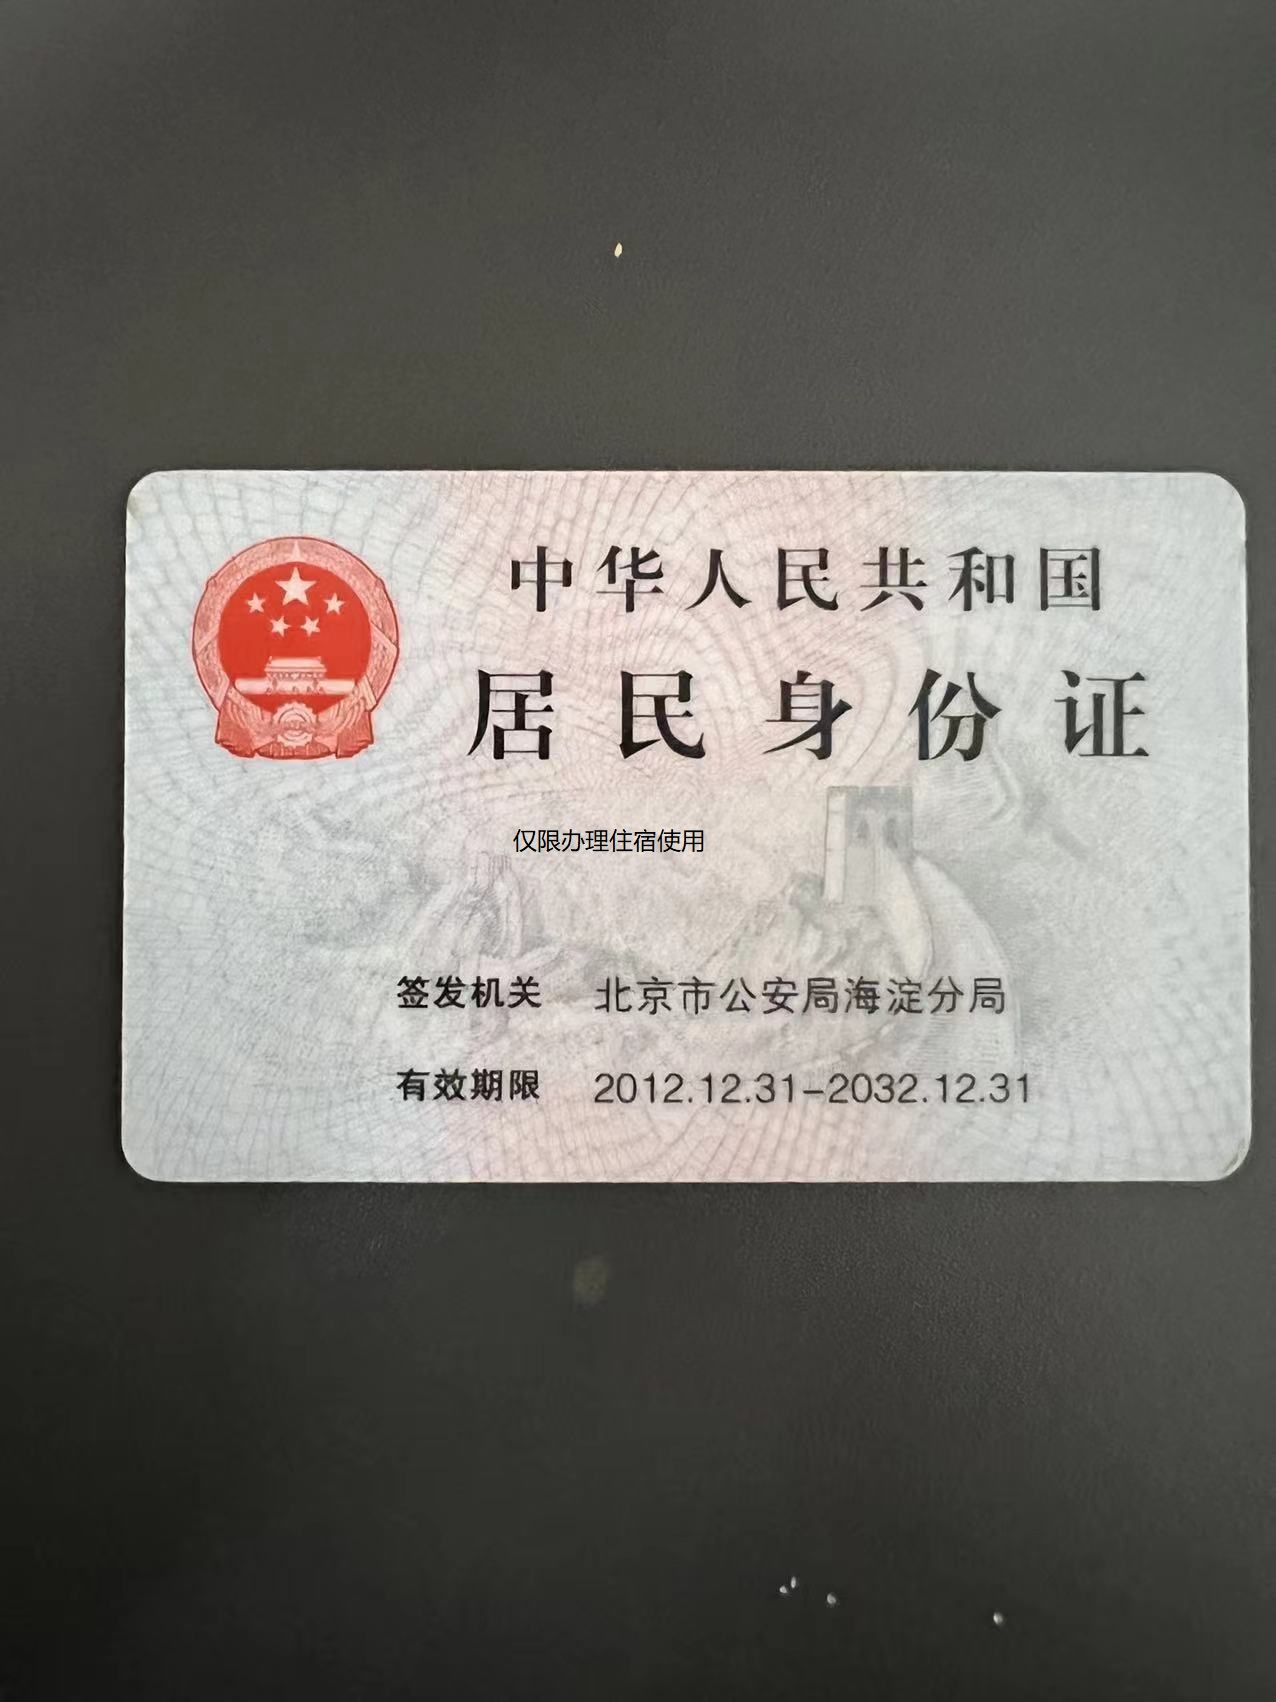 中华人民共和国
居民身份证
仅限办理住宿使用
签发机关 北京市公安局海淀分局
有效期限 2012.12.31-2032.12.31